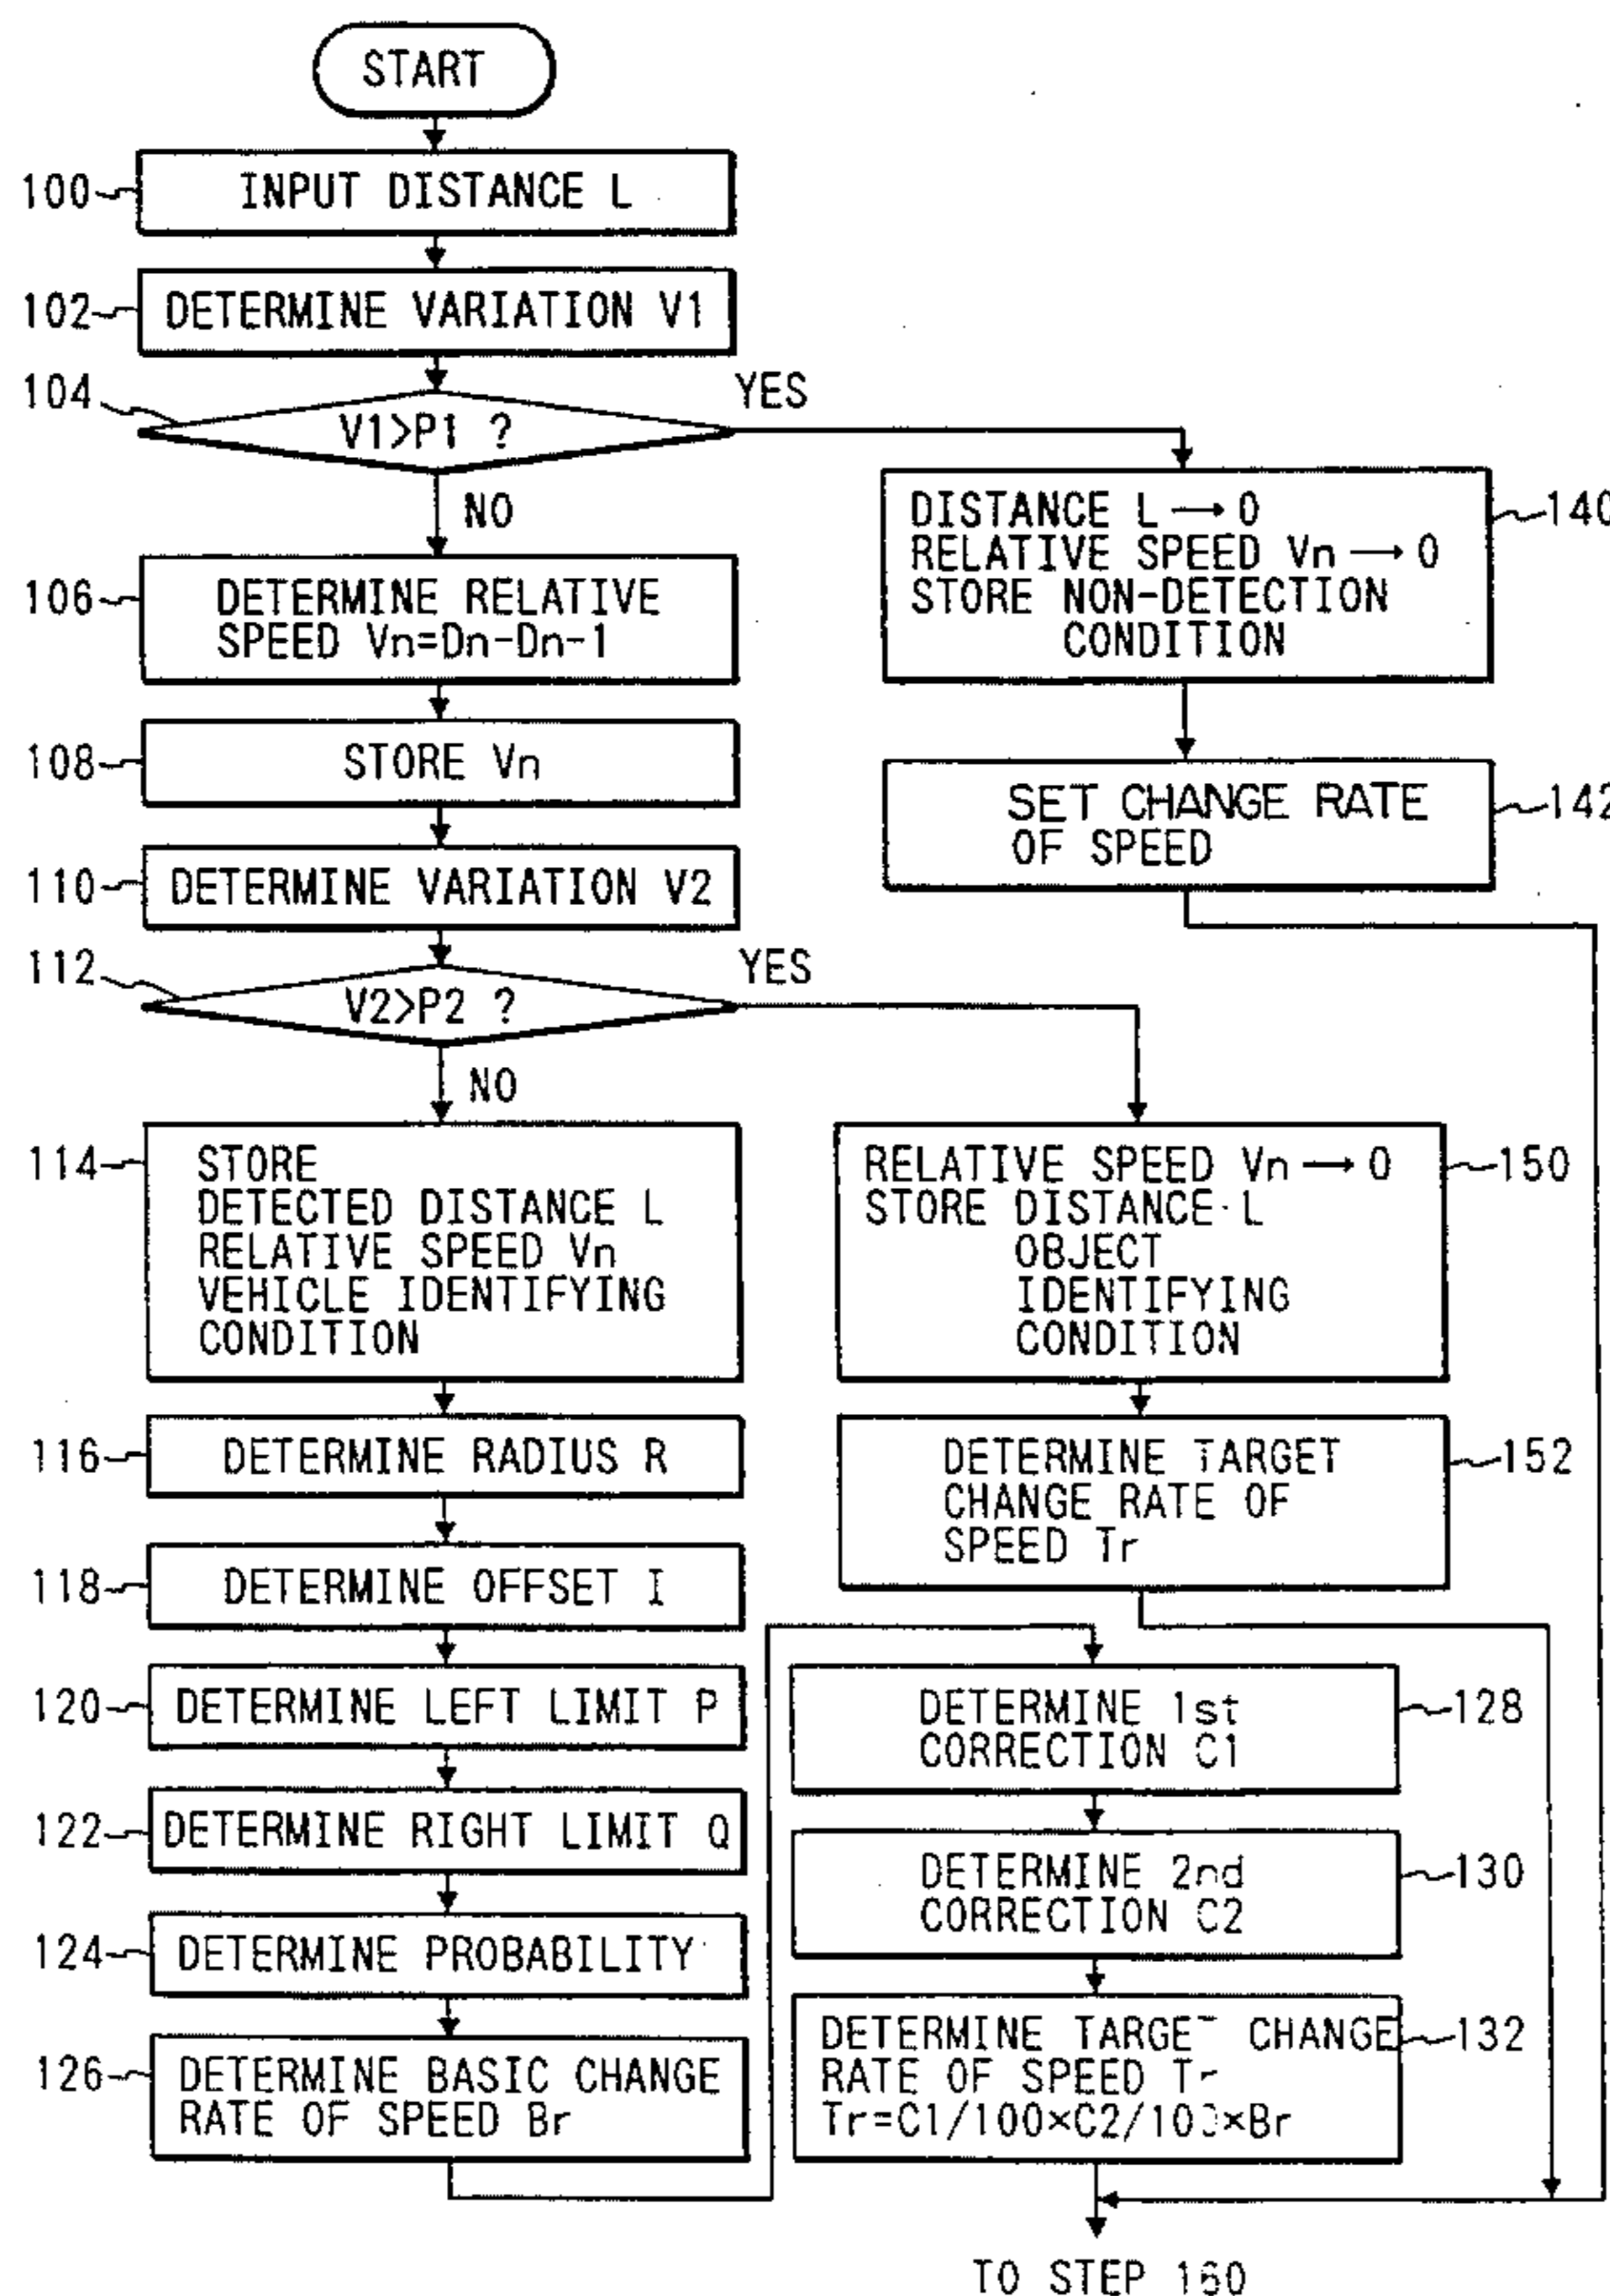 START
100
INPUT DISTANCE L
102
DETERMINE VARIATION V1
104
V1>P1 ?
YES
NO
140
DISTANCE L → 0
RELATIVE SPEED Vn → 0
STORE NON-DETECTION
CONDITION
106
DETERMINE RELATIVE
SPEED Vn=Dn-Dn-1
108
STORE Vn
142
SET CHANGE RATE
OF SPEED
110
DETERMINE VARIATION V2
112
V2>P2 ?
YES
NO
114
STORE
DETECTED DISTANCE L
RELATIVE SPEED Vn
VEHICLE IDENTIFYING
CONDITION
150
RELATIVE SPEED Vn → 0
STORE DISTANCE L
OBJECT
IDENTIFYING
CONDITION
116
DETERMINE RADIUS R
152
DETERMINE TARGET
CHANGE RATE OF
SPEED Tr
118
DETERMINE OFFSET I
120
DETERMINE LEFT LIMIT P
122
DETERMINE RIGHT LIMIT Q
124
DETERMINE PROBABILITY
126
DETERMINE BASIC CHANGE
RATE OF SPEED Br
128
DETERMINE 1st
CORRECTION C1
130
DETERMINE 2nd
CORRECTION C2
132
DETERMINE TARGET CHANGE
RATE OF SPEED Tr
Tr=C1/100×C2/100×Br
TO STEP 160